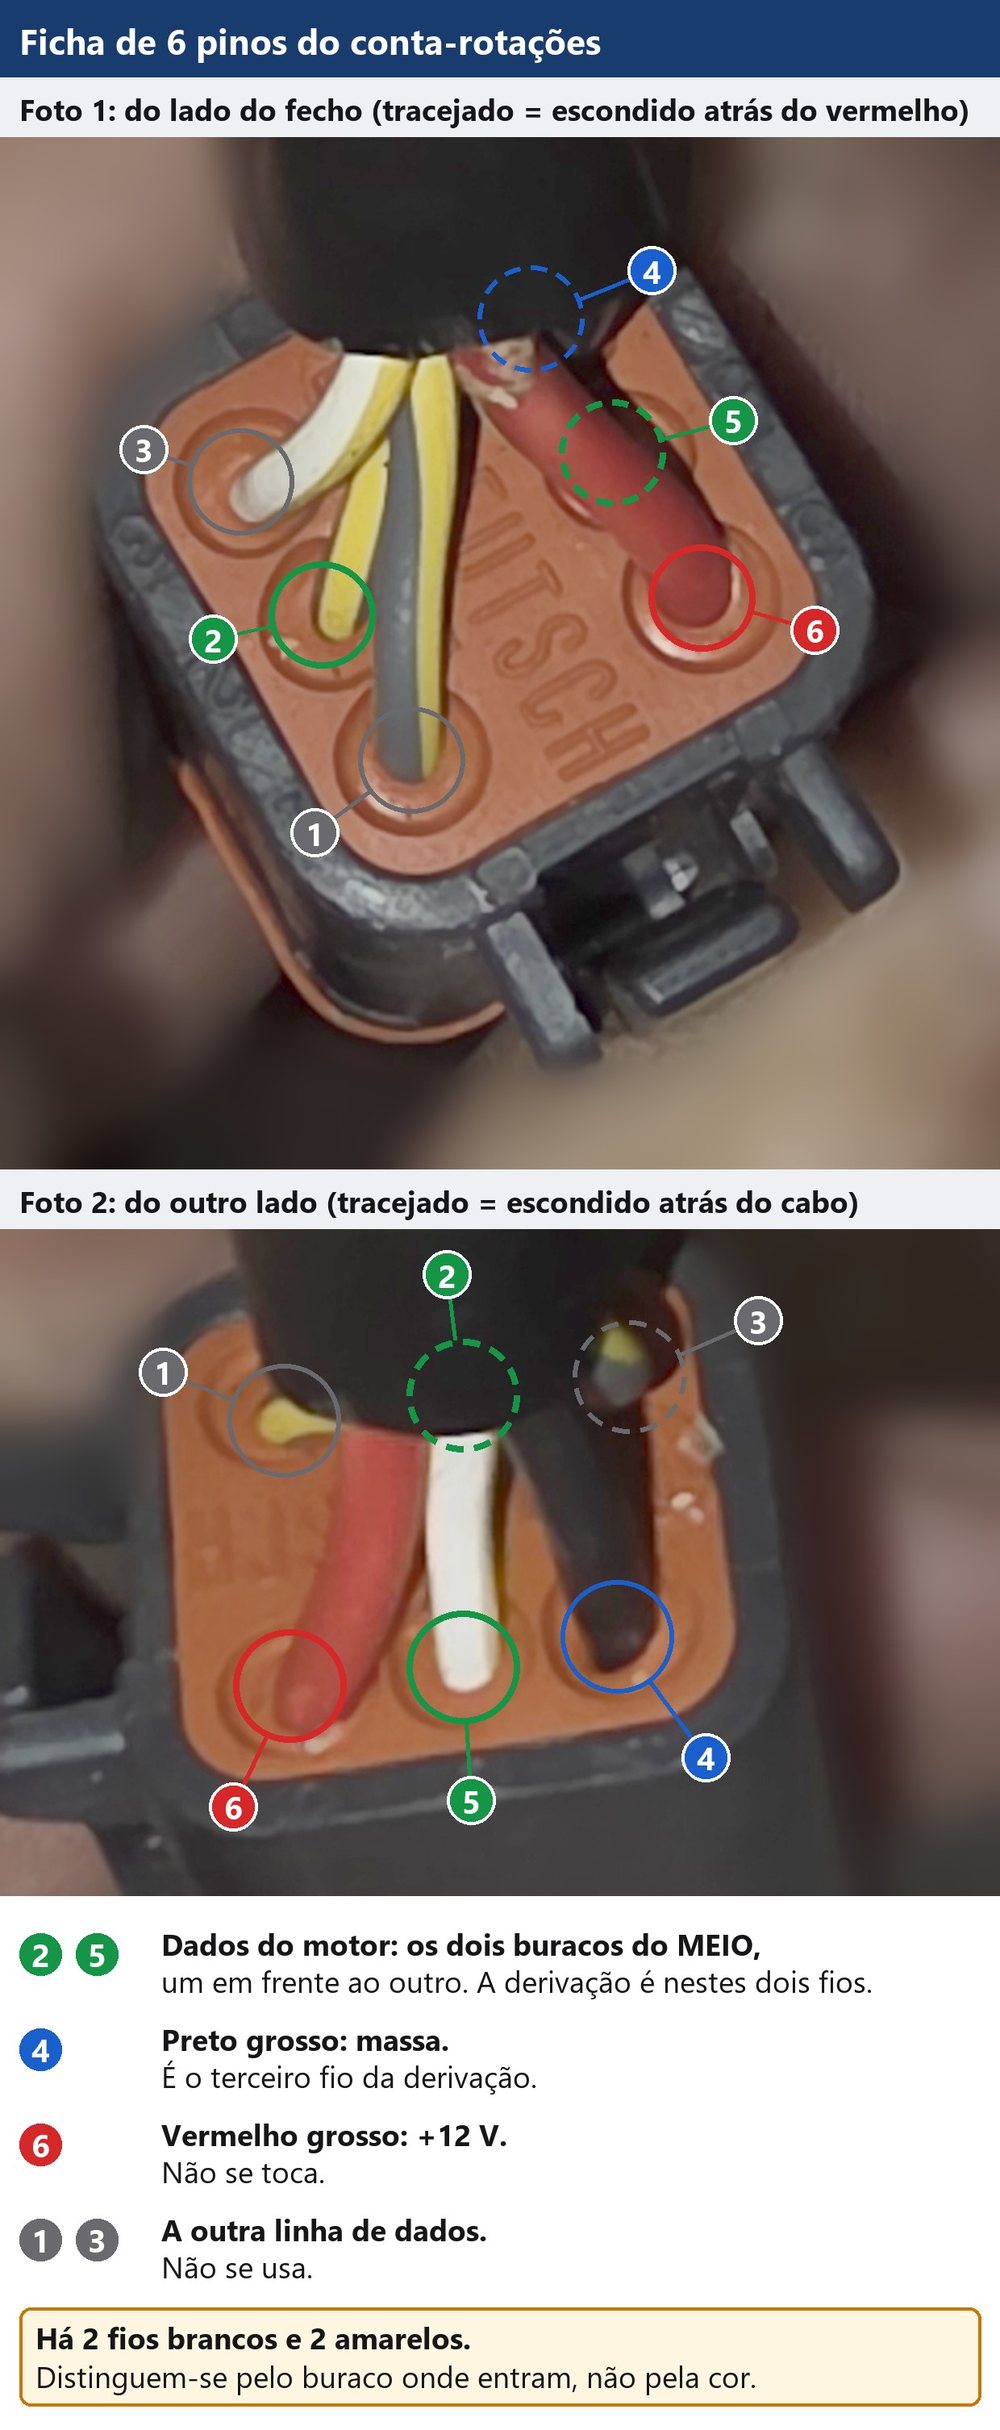 Ficha de 6 pinos do conta-rotações
Foto 1: do lado do fecho (tracejado = escondido atrás do vermelho)
4
5
3
2
6
1
UITSCH
Foto 2: do outro lado (tracejado = escondido atrás do cabo)
2
3
1
4
5
6
2 5 Dados do motor: os dois buracos do MEIO,
um em frente ao outro. A derivação é nestes dois fios.
4 Preto grosso: massa.
É o terceiro fio da derivação.
6 Vermelho grosso: +12 V.
Não se toca.
1 3 A outra linha de dados.
Não se usa.
Há 2 fios brancos e 2 amarelos.
Distinguem-se pelo buraco onde entram, não pela cor.